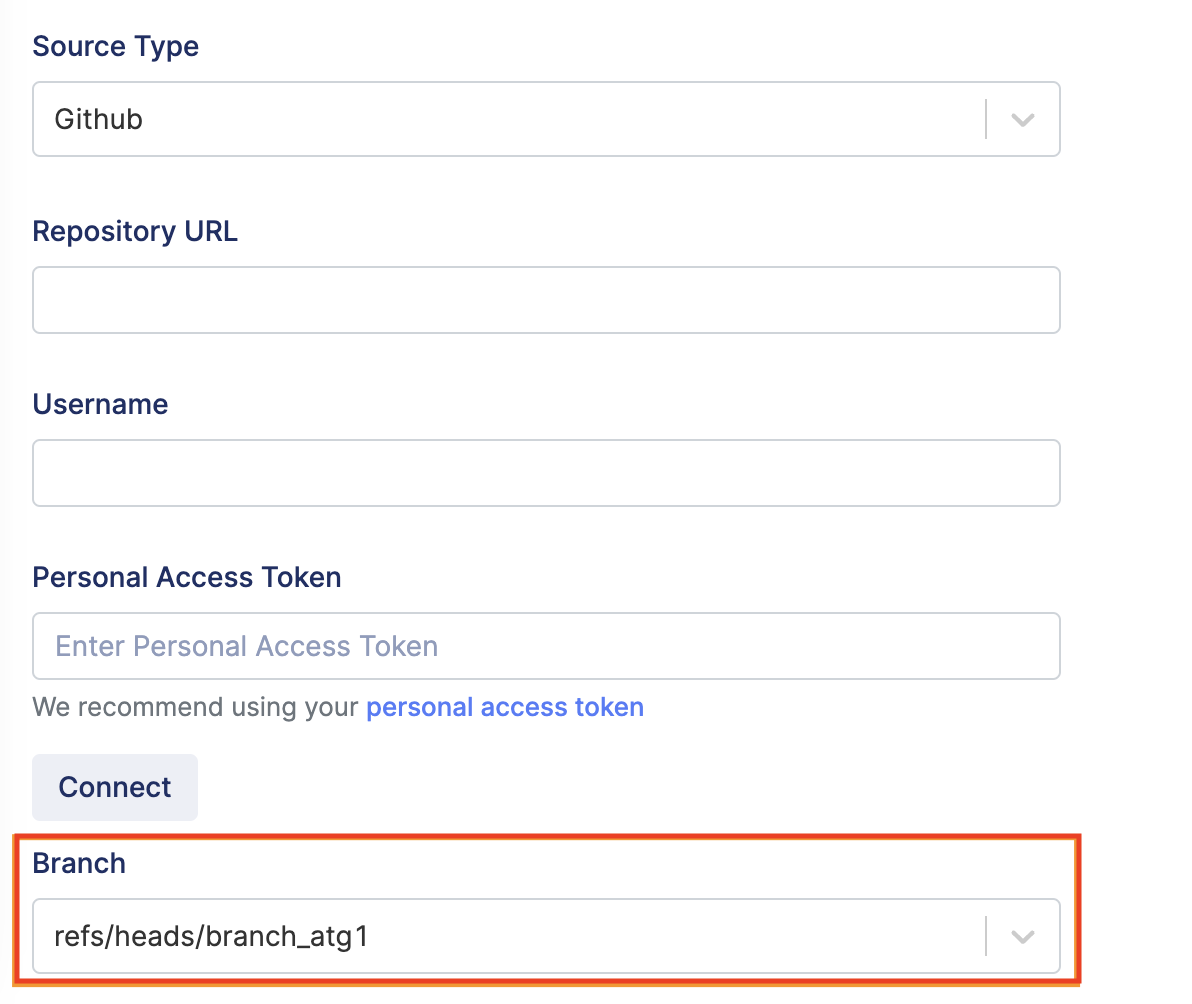 Source Type
Github
Repository URL
Username
Personal Access Token
Enter Personal Access Token
We recommend using your personal access token
Connect
Branch
refs/heads/branch_atg1